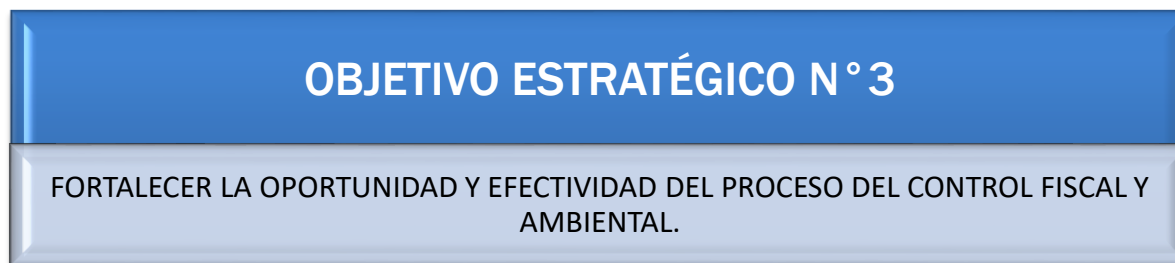 OBJETIVO ESTRATÉGICO N°3
FORTALECER LA OPORTUNIDAD Y EFECTIVIDAD DEL PROCESO DEL CONTROL FISCAL Y
AMBIENTAL.